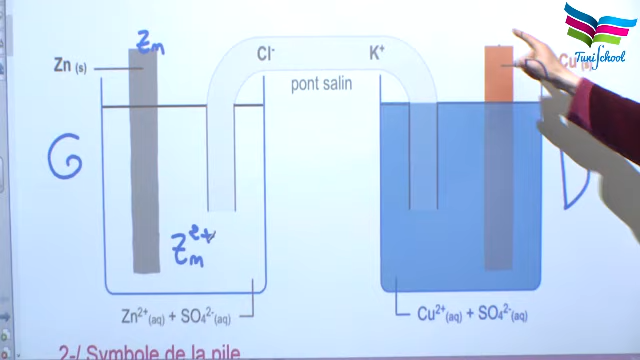 TuniSchool
Zn
Zn (s)
Cl⁻
K⁺
Cu (s)
pont salin
G
D
Zn²⁺
Zn²⁺(aq) + SO₄²⁻(aq)
Cu²⁺(aq) + SO₄²⁻(aq)
2-/ Symbole de la pile